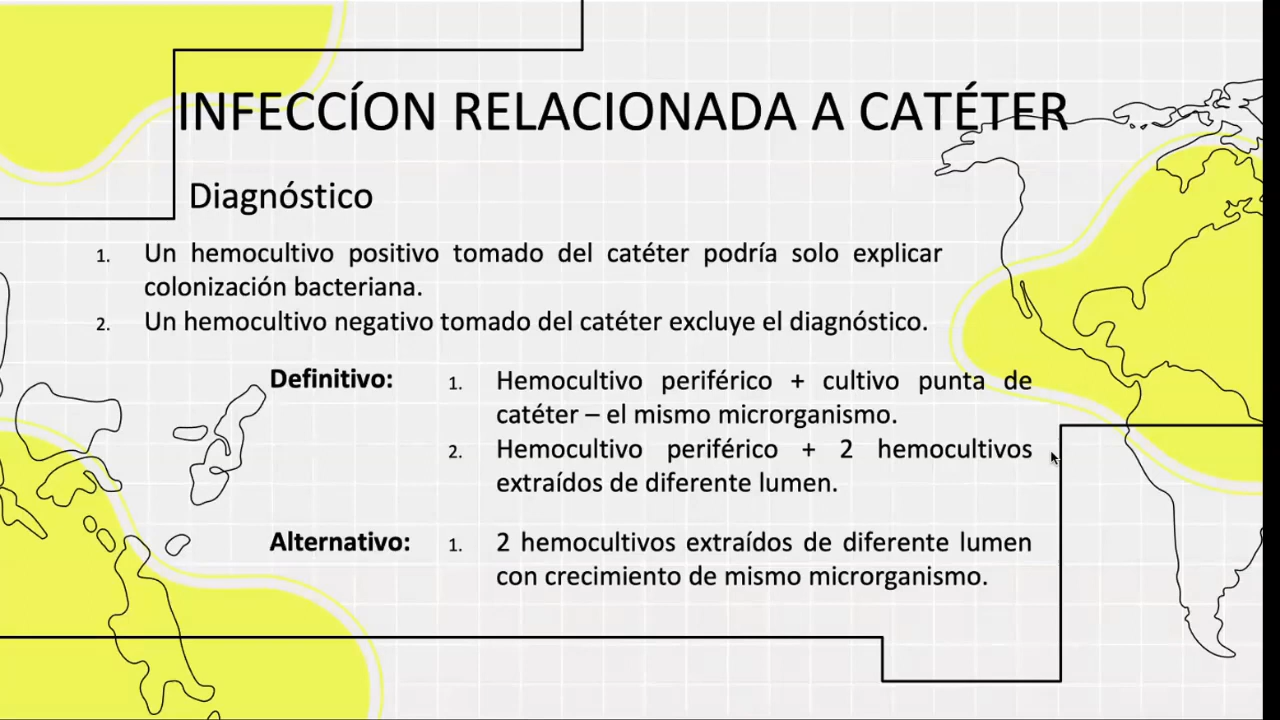 INFECCÍON RELACIONADA A CATÉTER
Diagnóstico
1. Un hemocultivo positivo tomado del catéter podría solo explicar
colonización bacteriana.
2. Un hemocultivo negativo tomado del catéter excluye el diagnóstico.
Definitivo: 1. Hemocultivo periférico + cultivo punta de
catéter – el mismo microrganismo.
2. Hemocultivo periférico + 2 hemocultivos
extraídos de diferente lumen.
Alternativo: 1. 2 hemocultivos extraídos de diferente lumen
con crecimiento de mismo microrganismo.